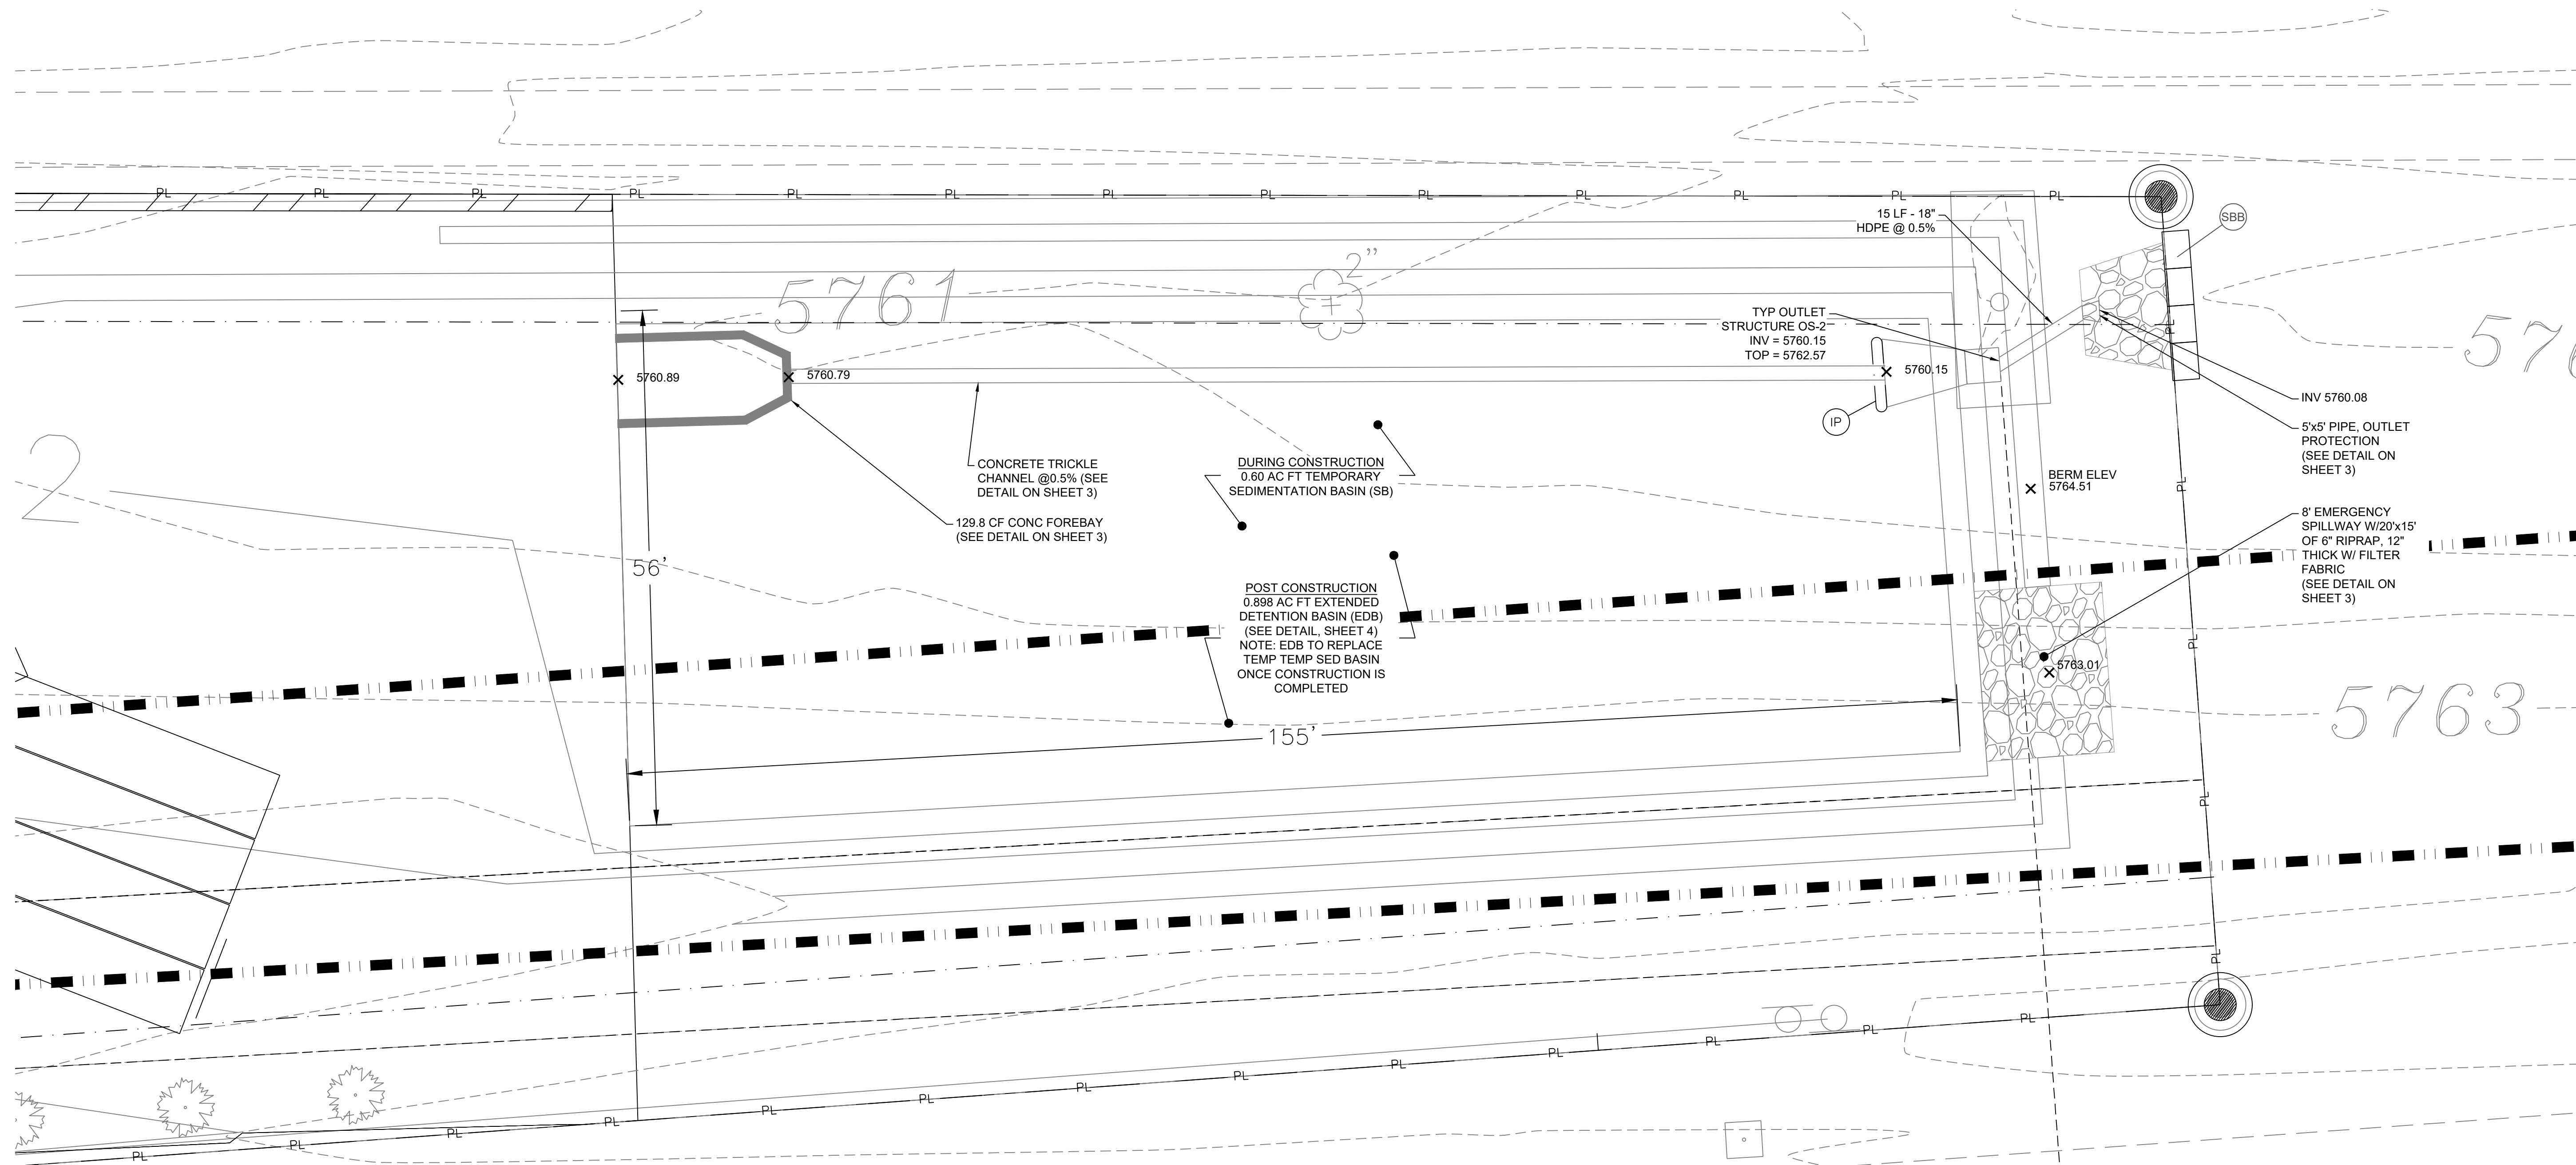 PL PL PL PL PL PL PL PL PL PL PL PL PL
15 LF - 18"
HDPE @ 0.5%
SBB
2"
5761
TYP OUTLET
STRUCTURE OS-2
INV = 5760.15
TOP = 5762.57
PL
5760.89
5760.79
5760.15
IP
INV 5760.08
5'x5' PIPE, OUTLET
PROTECTION
(SEE DETAIL ON
SHEET 3)
2
CONCRETE TRICKLE
CHANNEL @0.5% (SEE
DETAIL ON SHEET 3)
129.8 CF CONC FOREBAY
(SEE DETAIL ON SHEET 3)
DURING CONSTRUCTION
0.60 AC FT TEMPORARY
SEDIMENTATION BASIN (SB)
BERM ELEV
5764.51
PL
8' EMERGENCY
SPILLWAY W/20'x15'
OF 6" RIPRAP, 12"
THICK W/ FILTER
FABRIC
(SEE DETAIL ON
SHEET 3)
56'
POST CONSTRUCTION
0.898 AC FT EXTENDED
DETENTION BASIN (EDB)
(SEE DETAIL, SHEET 4)
NOTE: EDB TO REPLACE
TEMP TEMP SED BASIN
ONCE CONSTRUCTION IS
COMPLETED
PL
5763.01
5763
155'
PL
PL
PL PL PL PL PL PL PL PL PL PL PL PL PL